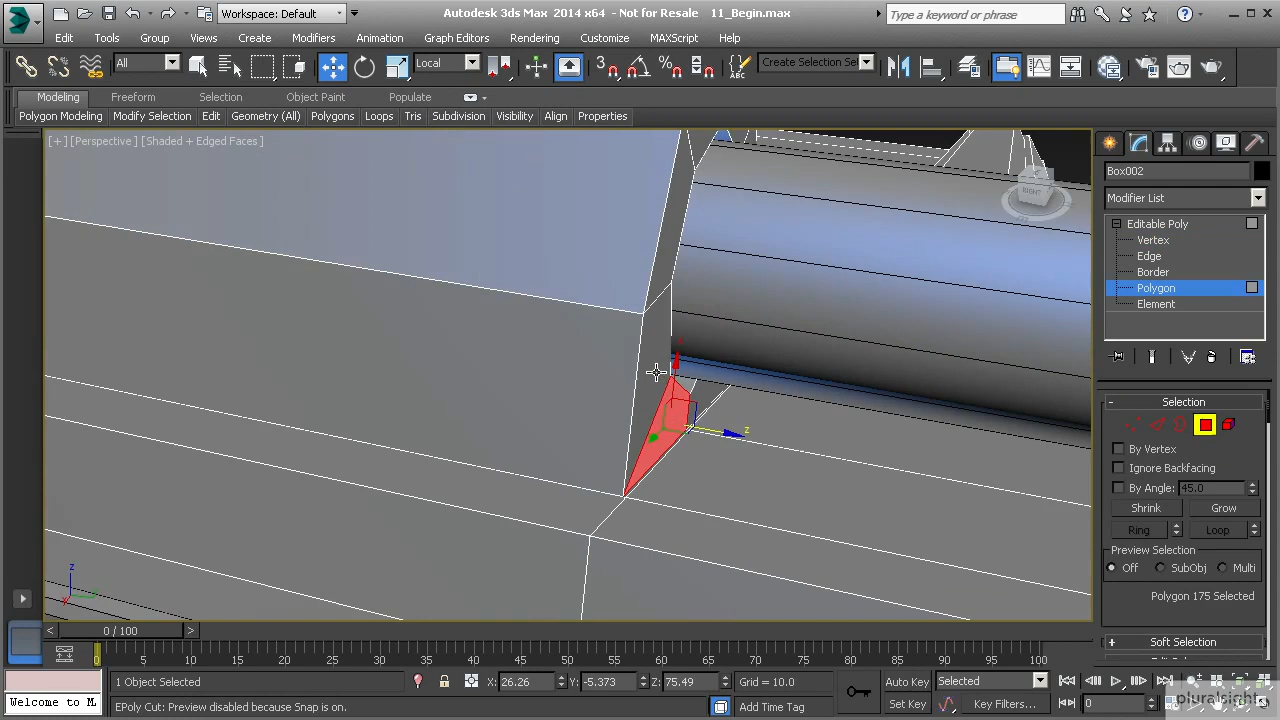 Workspace: Default
Autodesk 3ds Max 2014 x64 - Not for Resale 11_Begin.max
Type a keyword or phrase
Edit Tools Group Views Create Modifiers Animation Graph Editors Rendering Customize MAXScript Help
All Local Create Selection Se
Modeling Freeform Selection Object Paint Populate
Polygon Modeling Modify Selection Edit Geometry (All) Polygons Loops Tris Subdivision Visibility Align Properties
[+] [Perspective] [Shaded + Edged Faces]
RIGHT
Box002
Modifier List
Editable Poly
Vertex
Edge
Border
Polygon
Element
z
Selection
By Vertex
Ignore Backfacing
By Angle: 45.0
Shrink Grow
Ring Loop
Preview Selection
Off SubObj Multi
Polygon 175 Selected
Soft Selection
0 / 100
0 5 10 15 20 25 30 35 40 45 50 55 60 65 70 75 80 85 90 95 100
1 Object Selected X: 26.26 Y: -5.373 Z: 75.49 Grid = 10.0 Auto Key Selected
Welcome to M EPoly Cut: Preview disabled because Snap is on. Add Time Tag Set Key Key Filters... 0
pluralsight